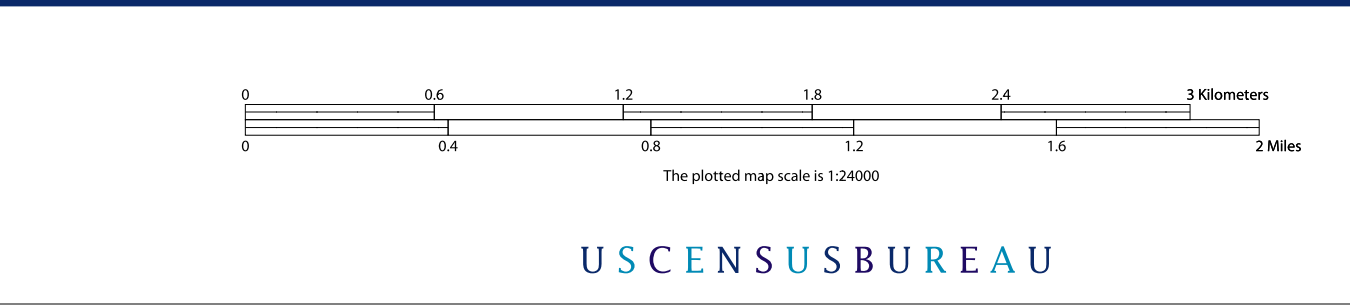 0 0.6 1.2 1.8 2.4 3 Kilometers
0 0.4 0.8 1.2 1.6 2 Miles
The plotted map scale is 1:24000
USCENSUSBUREAU